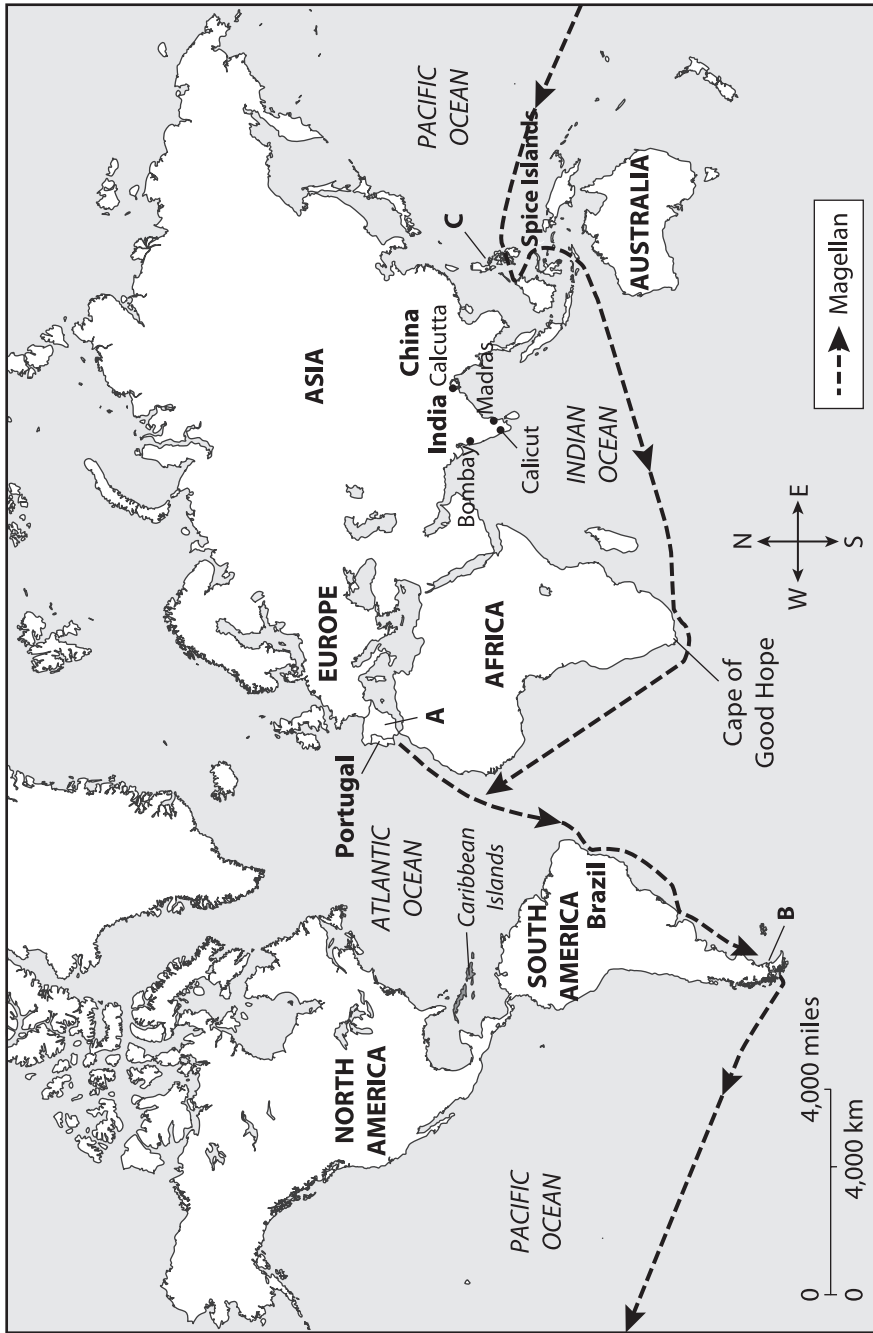 NORTH
AMERICA
PACIFIC
OCEAN
0
4,000 miles
0
4,000 km
ATLANTIC
OCEAN
Caribbean
Islands
SOUTH
AMERICA
Brazil
B
Portugal
A
EUROPE
AFRICA
Cape of
Good Hope
ASIA
India
China
Calcutta
Bombay
Madras
Calicut
INDIAN
OCEAN
C
PACIFIC
OCEAN
Spice Islands
AUSTRALIA
N
W
E
S
Magellan